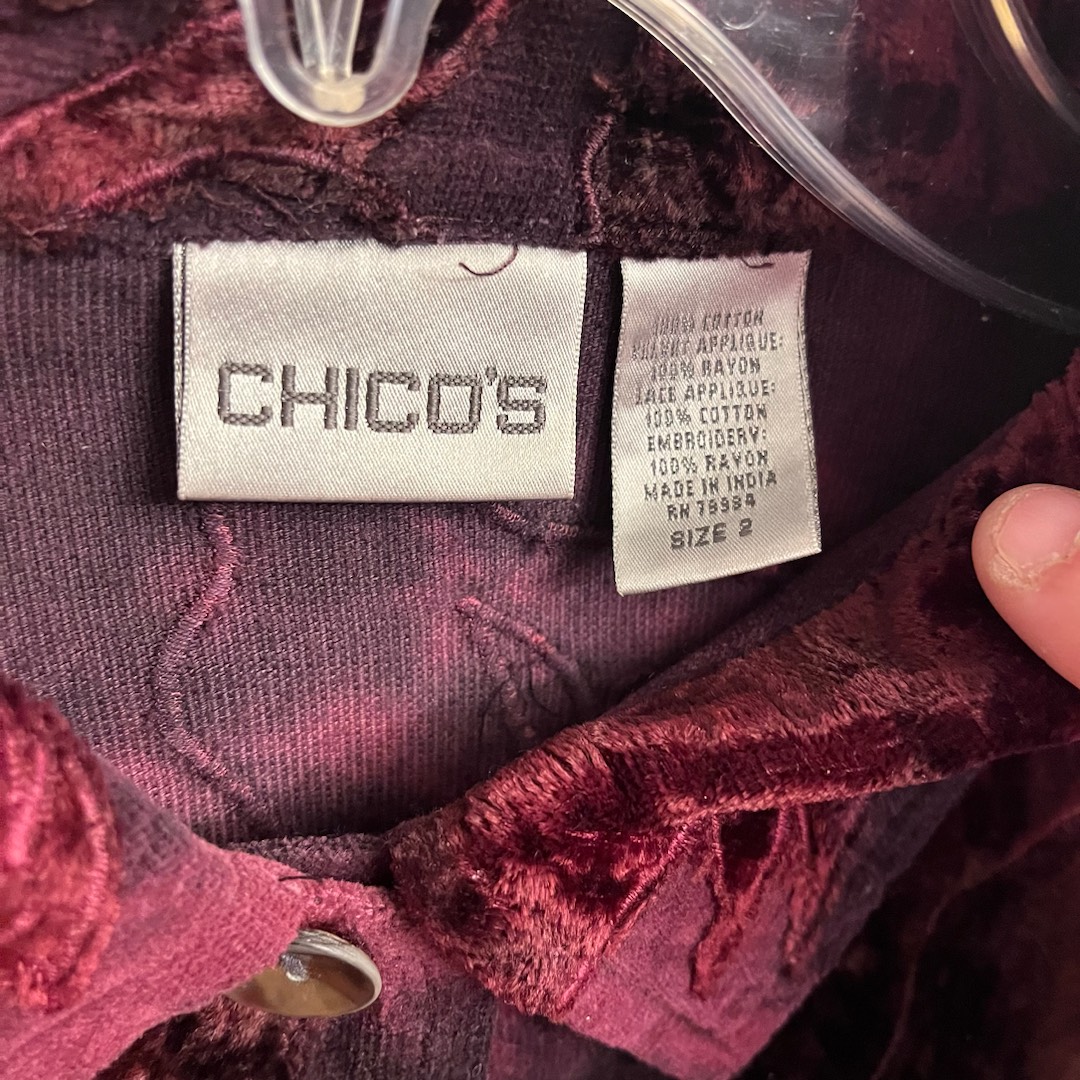 CHICO'S
100% COTTON
VELVET APPLIQUE:
100% RAYON
LACE APPLIQUE:
100% COTTON
EMBROIDERY:
100% RAYON
MADE IN INDIA
RN 79984
SIZE 2